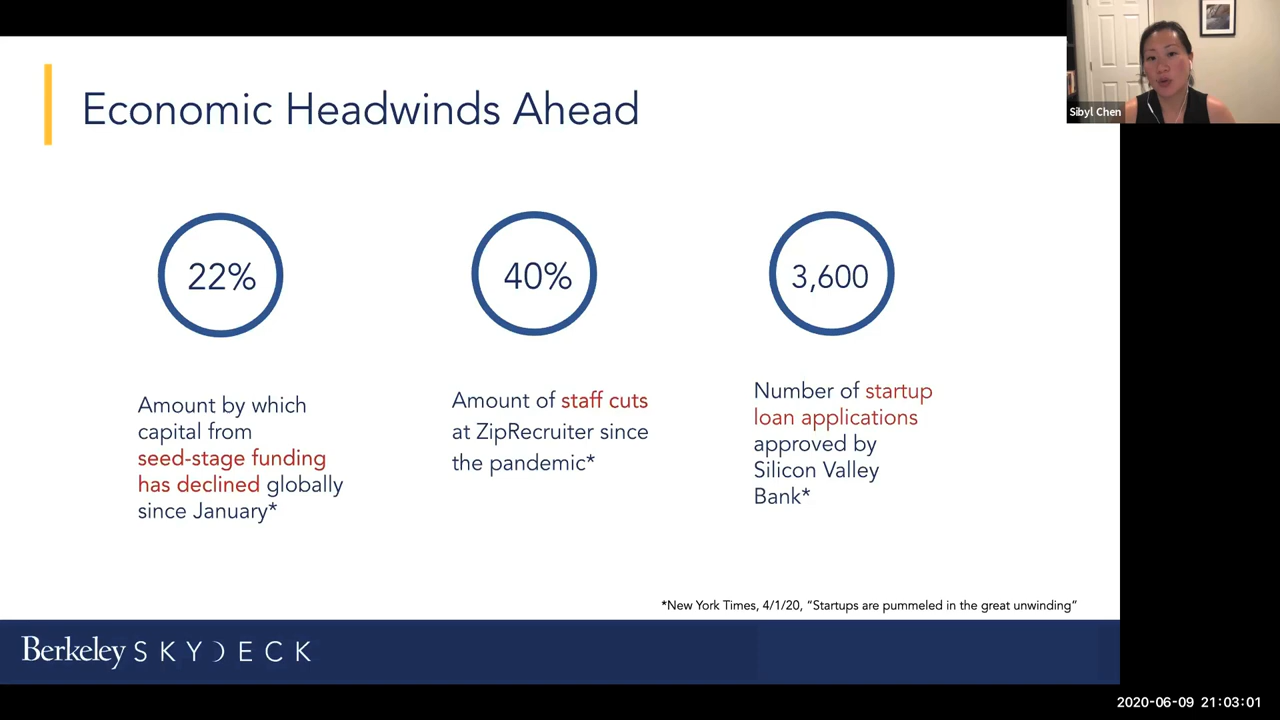 Economic Headwinds Ahead
Sibyl Chen
22%
40%
3,600
Amount by which
capital from
seed-stage funding
has declined globally
since January*
Amount of staff cuts
at ZipRecruiter since
the pandemic*
Number of startup
loan applications
approved by
Silicon Valley
Bank*
*New York Times, 4/1/20, “Startups are pummeled in the great unwinding”
Berkeley SKYDECK
2020-06-09 21:03:01